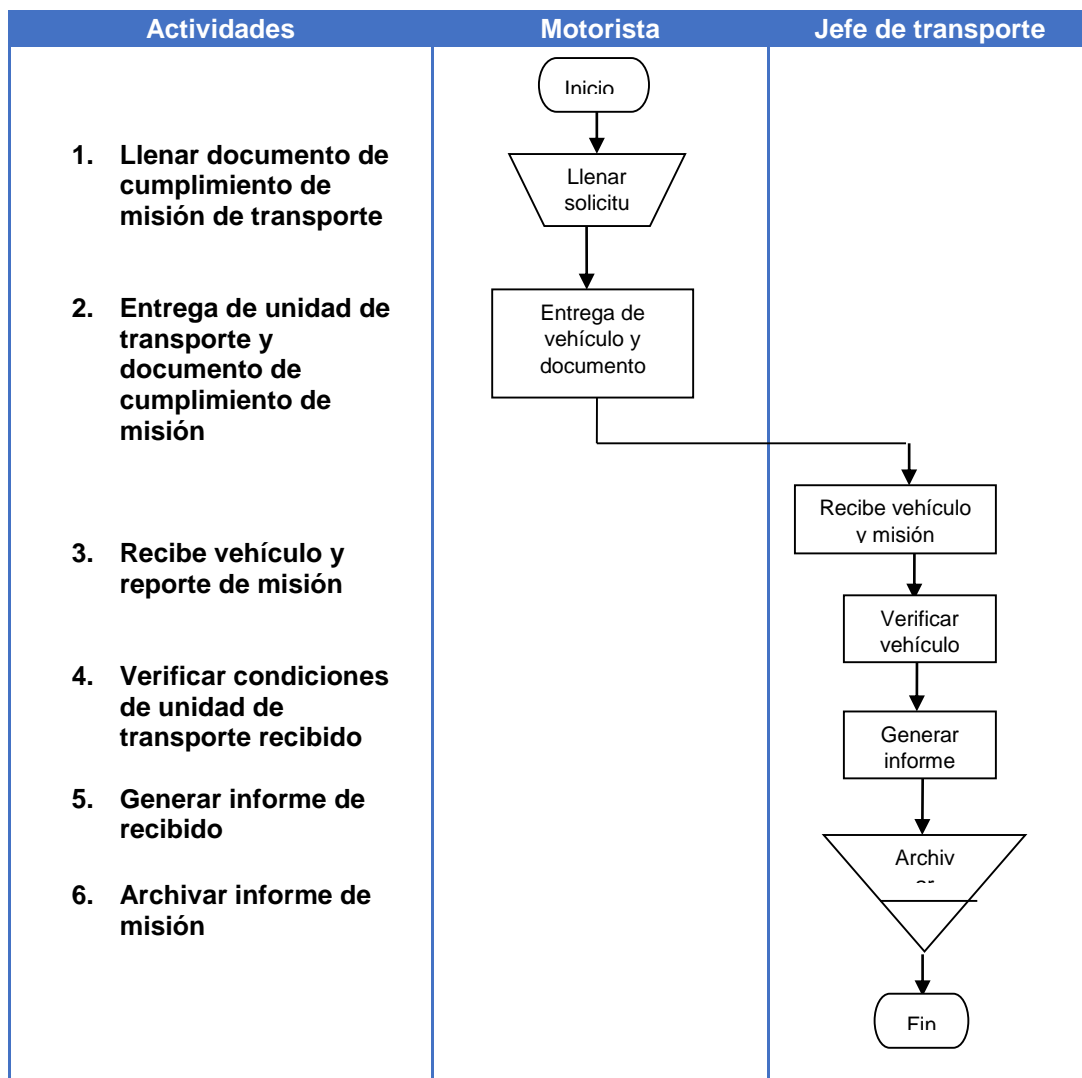 Actividades Motorista Jefe de transporte
1. Llenar documento de
cumplimiento de
misión de transporte
2. Entrega de unidad de
transporte y
documento de
cumplimiento de
misión
3. Recibe vehículo y
reporte de misión
4. Verificar condiciones
de unidad de
transporte recibido
5. Generar informe de
recibido
6. Archivar informe de
misión
Inicio
Llenar
solicitu
Entrega de
vehículo y
documento
Recibe vehículo
y misión
Verificar
vehículo
Generar
informe
Archiv
ar
Fin